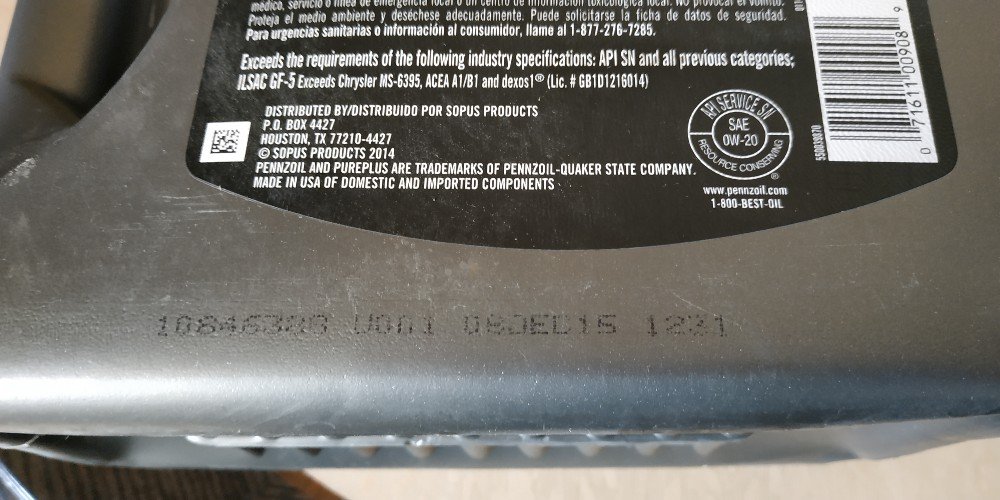 médico, servicio o línea de emergencia local o un centro de información toxicológica local. No provocar el vómito.
Proteja el medio ambiente y deséchese adecuadamente. Puede solicitarse la ficha de datos de seguridad.
Para urgencias sanitarias o información al consumidor, llame al 1-877-276-7285.
Exceeds the requirements of the following industry specifications: API SN and all previous categories;
ILSAC GF-5 Exceeds Chrysler MS-6395, ACEA A1/B1 and dexos1® (Lic. # GB1D1216014)
DISTRIBUTED BY/DISTRIBUIDO POR SOPUS PRODUCTS
P.O. BOX 4427
HOUSTON, TX 77210-4427
© SOPUS PRODUCTS 2014
PENNZOIL AND PUREPLUS ARE TRADEMARKS OF PENNZOIL-QUAKER STATE COMPANY.
MADE IN USA OF DOMESTIC AND IMPORTED COMPONENTS
API SERVICE SN
SAE
0W-20
RESOURCE CONSERVING
®
www.pennzoil.com
1-800-BEST-OIL
550039870
0 71611 00908 9
10846388 U001 08DEC15 1231